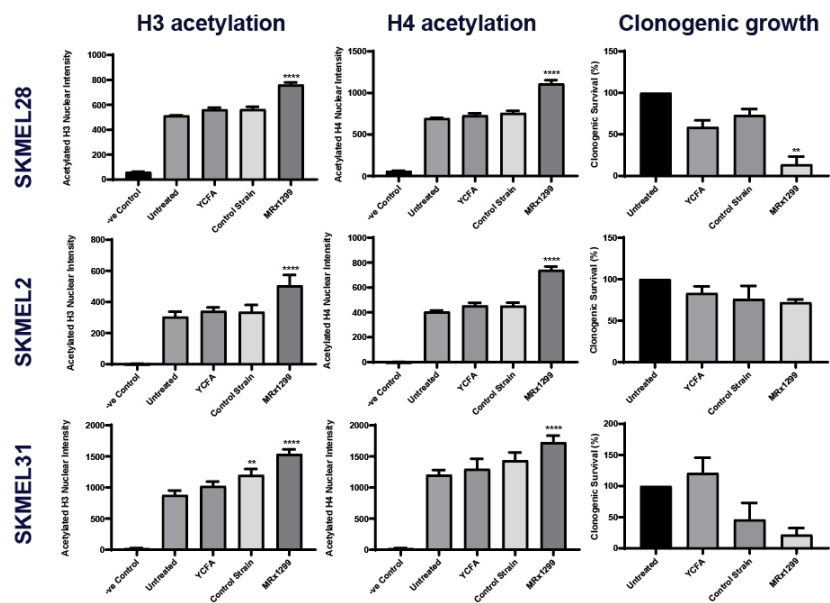 H3 acetylation H4 acetylation Clonogenic growth
SKMEL28
Acetylated H3 Nuclear Intensity
1000
800
600
400
200
0
****
-ve Control Untreated YCFA Control Strain MRx1299
Acetylated H4 Nuclear Intensity
1500
1000
500
0
****
-ve Control Untreated YCFA Control Strain MRx1299
Clonogenic Survival (%)
150
100
50
0
**
Untreated YCFA Control Strain MRx1299
SKMEL2
Acetylated H3 Nuclear Intensity
800
600
400
200
0
****
-ve Control Untreated YCFA Control Strain MRx1299
Acetylated H4 Nuclear Intensity
1000
800
600
400
200
0
****
-ve Control Untreated YCFA Control Strain MRx1299
Clonogenic Survival (%)
150
100
50
0
Untreated YCFA Control Strain MRx1299
SKMEL31
Acetylated H3 Nuclear Intensity
2000
1500
1000
500
0
**
****
-ve Control Untreated YCFA Control Strain MRx1299
Acetylated H4 Nuclear Intensity
2000
1500
1000
500
0
****
-ve Control Untreated YCFA Control Strain MRx1299
Clonogenic Survival (%)
200
150
100
50
0
Untreated YCFA Control Strain MRx1299